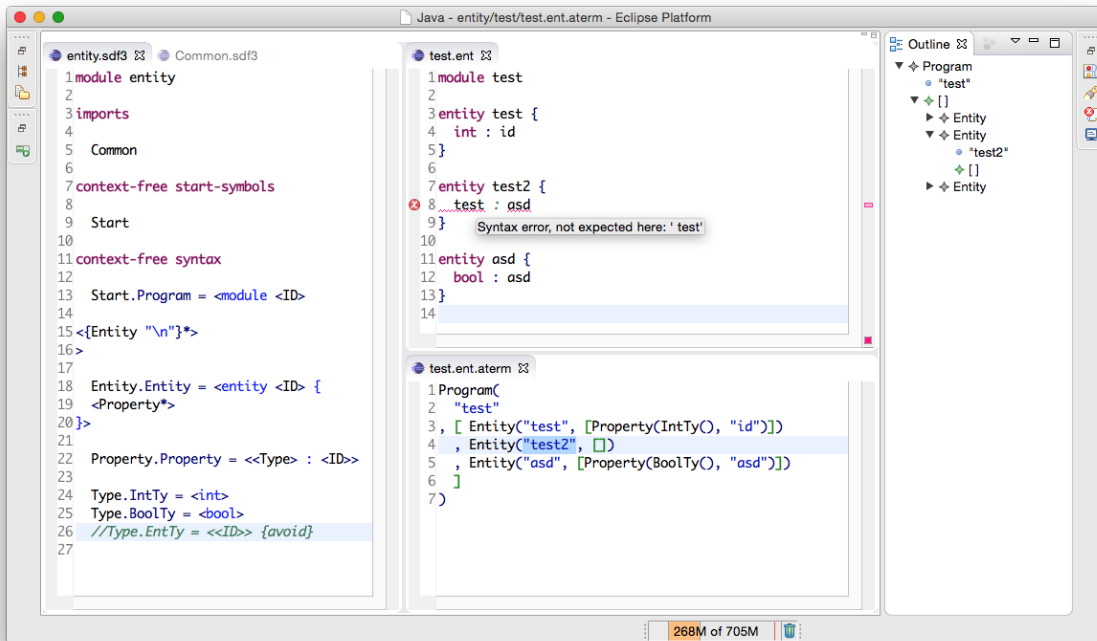 Java - entity/test/test.ent.aterm - Eclipse Platform
entity.sdf3 Common.sdf3
1 module entity
2
3 imports
4
5   Common
6
7 context-free start-symbols
8
9   Start
10
11 context-free syntax
12
13   Start.Program = <module <ID>
14
15 <{Entity "\n"}*>
16 >
17
18   Entity.Entity = <entity <ID> {
19   <Property*>
20 }>
21
22   Property.Property = <<Type> : <ID>>
23
24   Type.IntTy = <int>
25   Type.BoolTy = <bool>
26   //Type.EntTy = <<ID>> {avoid}
27
test.ent
1 module test
2
3 entity test {
4   int : id
5 }
6
7 entity test2 {
8   test : asd
9 }
Syntax error, not expected here: ' test'
10
11 entity asd {
12   bool : asd
13 }
14
test.ent.aterm
1 Program(
2   "test"
3 , [ Entity("test", [Property(IntTy(), "id")])
4   , Entity("test2", [])
5   , Entity("asd", [Property(BoolTy(), "asd")])
6   ]
7 )
Outline
Program
"test"
[]
Entity
Entity
"test2"
[]
Entity
268M of 705M